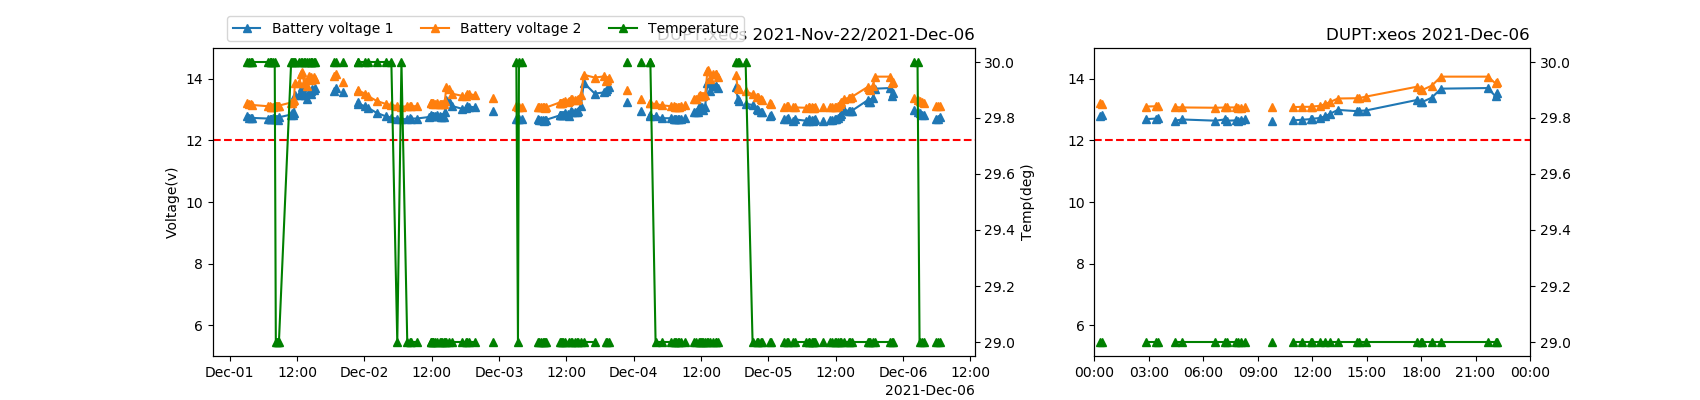 Battery voltage 1 Battery voltage 2 Temperature
DUPT:xeos 2021-Nov-22/2021-Dec-06
Voltage(v)
14
12
10
8
6
30.0
29.8
29.6
29.4
29.2
29.0
Temp(deg)
Dec-01 12:00 Dec-02 12:00 Dec-03 12:00 Dec-04 12:00 Dec-05 12:00 Dec-06 12:00
2021-Dec-06
DUPT:xeos 2021-Dec-06
14
12
10
8
6
30.0
29.8
29.6
29.4
29.2
29.0
00:00 03:00 06:00 09:00 12:00 15:00 18:00 21:00 00:00